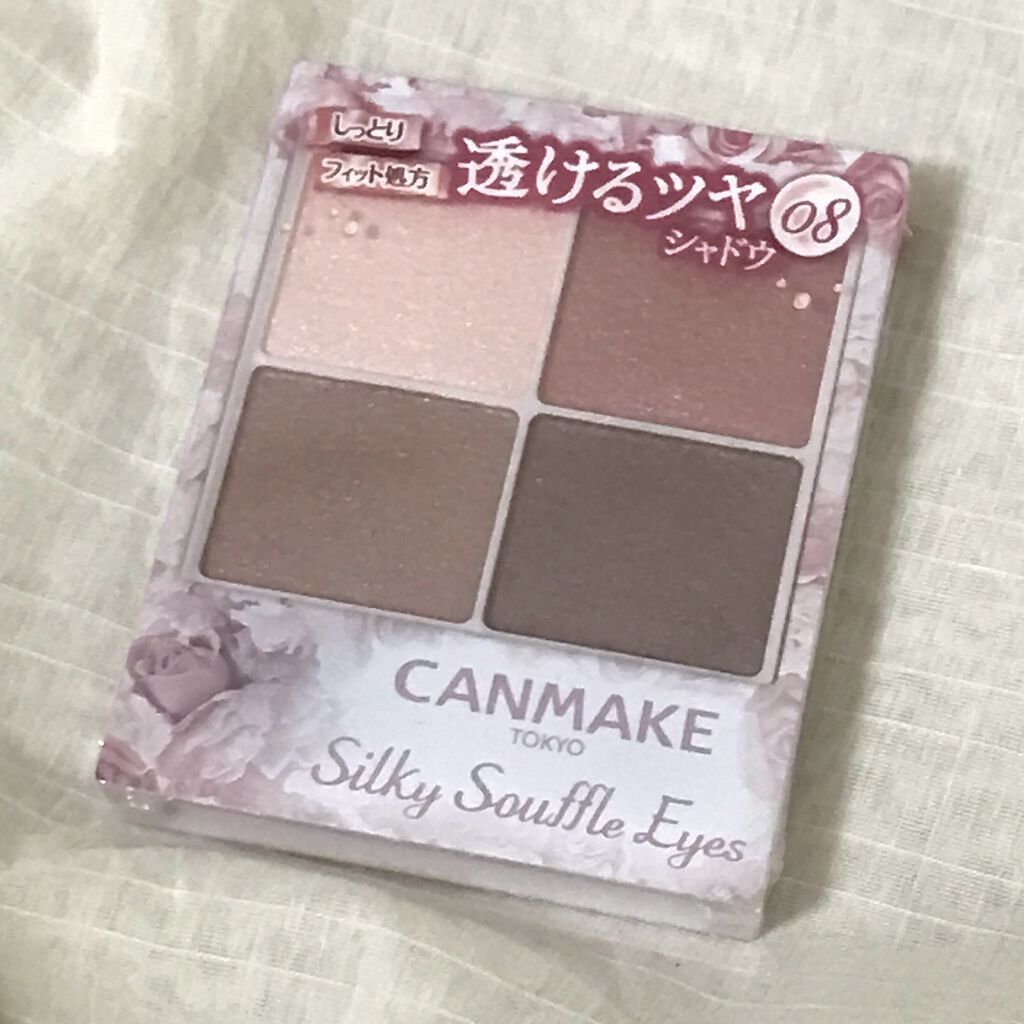 しっとり
フィット処方
透けるツヤ
シャドウ
08
CANMAKE
TOKYO
Silky Souffle Eyes